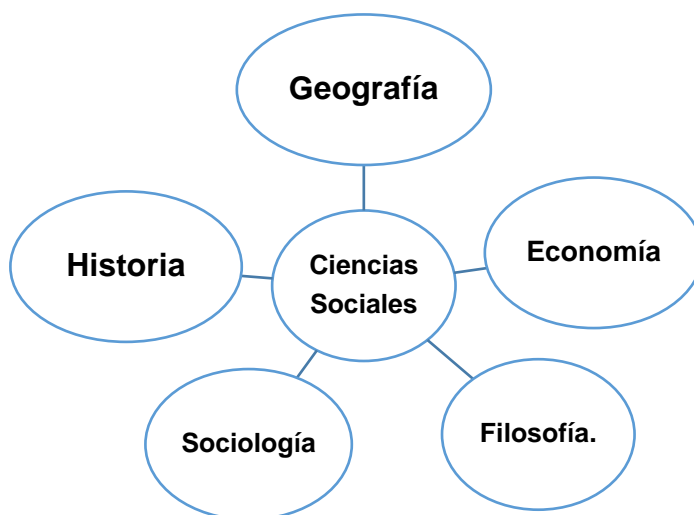 Geografía
Historia
Ciencias
Sociales
Economía
Sociología
Filosofía.